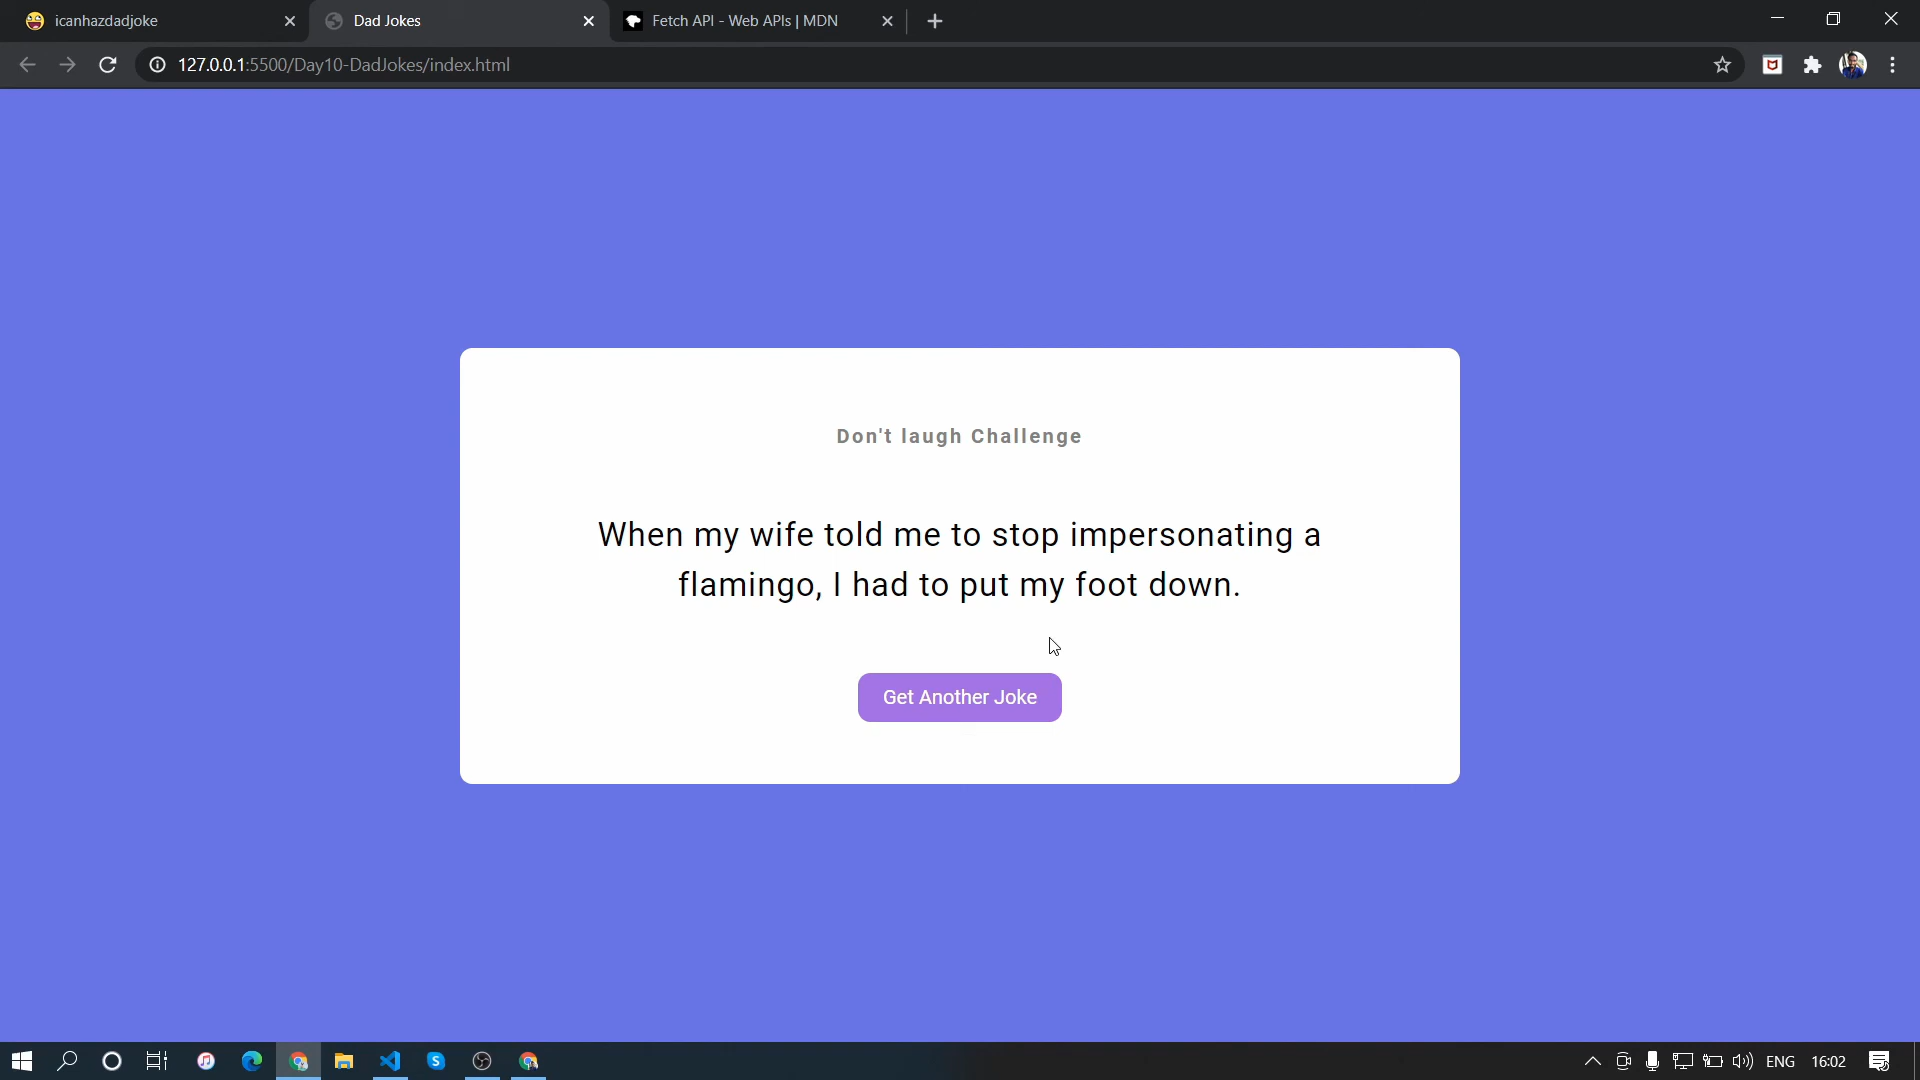 icanhazdadjoke
Dad Jokes
Fetch API - Web APIs | MDN
127.0.0.1:5500/Day10-DadJokes/index.html
Don't laugh Challenge
When my wife told me to stop impersonating a
flamingo, I had to put my foot down.
Get Another Joke
ENG
16:02